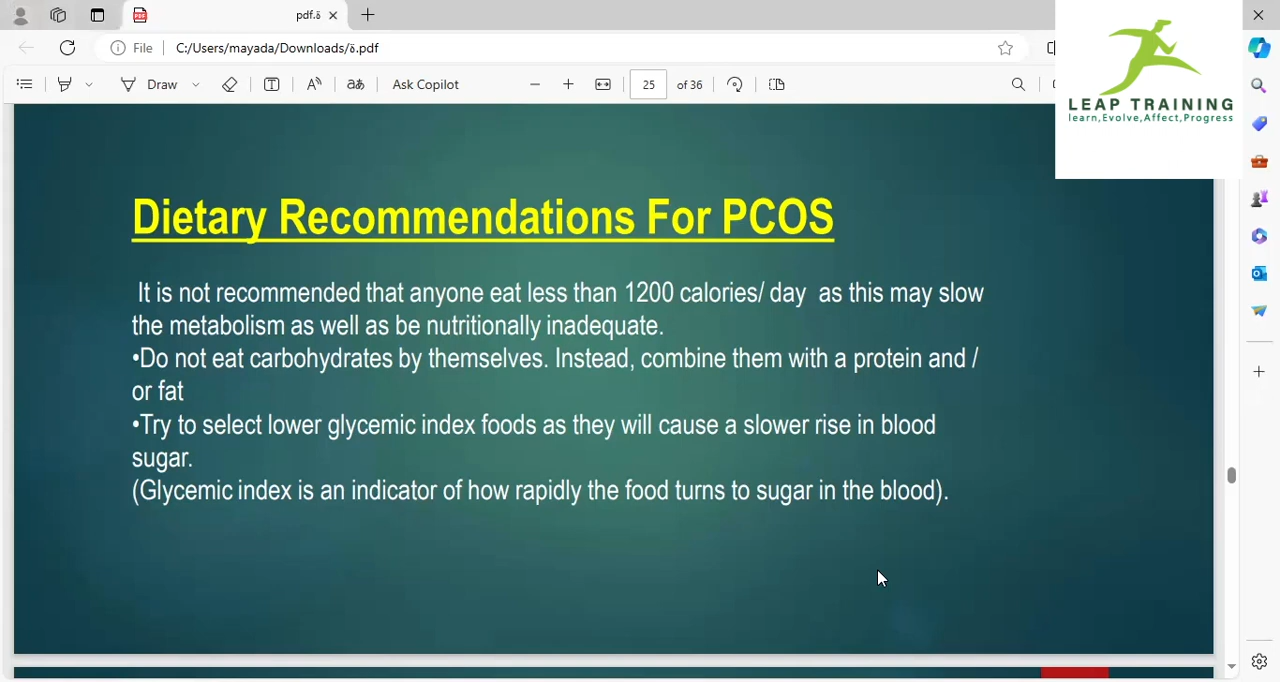 pdf.ة
File
C:/Users/mayada/Downloads/ة.pdf
Draw
Ask Copilot
25 of 36
LEAP TRAINING
learn,Evolve,Affect,Progress
Dietary Recommendations For PCOS
It is not recommended that anyone eat less than 1200 calories/ day as this may slow
the metabolism as well as be nutritionally inadequate.
•Do not eat carbohydrates by themselves. Instead, combine them with a protein and /
or fat
•Try to select lower glycemic index foods as they will cause a slower rise in blood
sugar.
(Glycemic index is an indicator of how rapidly the food turns to sugar in the blood).